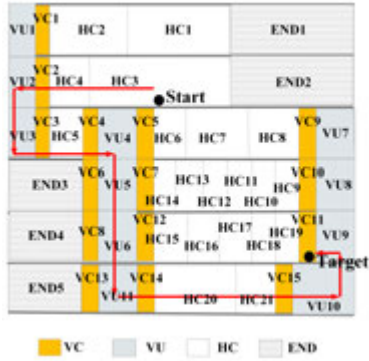 VU1 VC1 HC2 HC1 END1
VU2 VC2 HC4 HC3 END2
Start
VU3 VC3 HC5 VC4 VU4 VC5 HC6 HC7 HC8 VC9 VU7
END3 VC6 VU5 VC7 HC14 HC13 HC12 HC11 HC10 HC9 VC10 VU8
END4 VC8 VU6 VC12 HC15 HC16 HC17 HC18 HC19 VC11 VU9
Target
END5 VC13 VU11 VC14 HC20 HC21 VC15 VU10
VC VU HC END